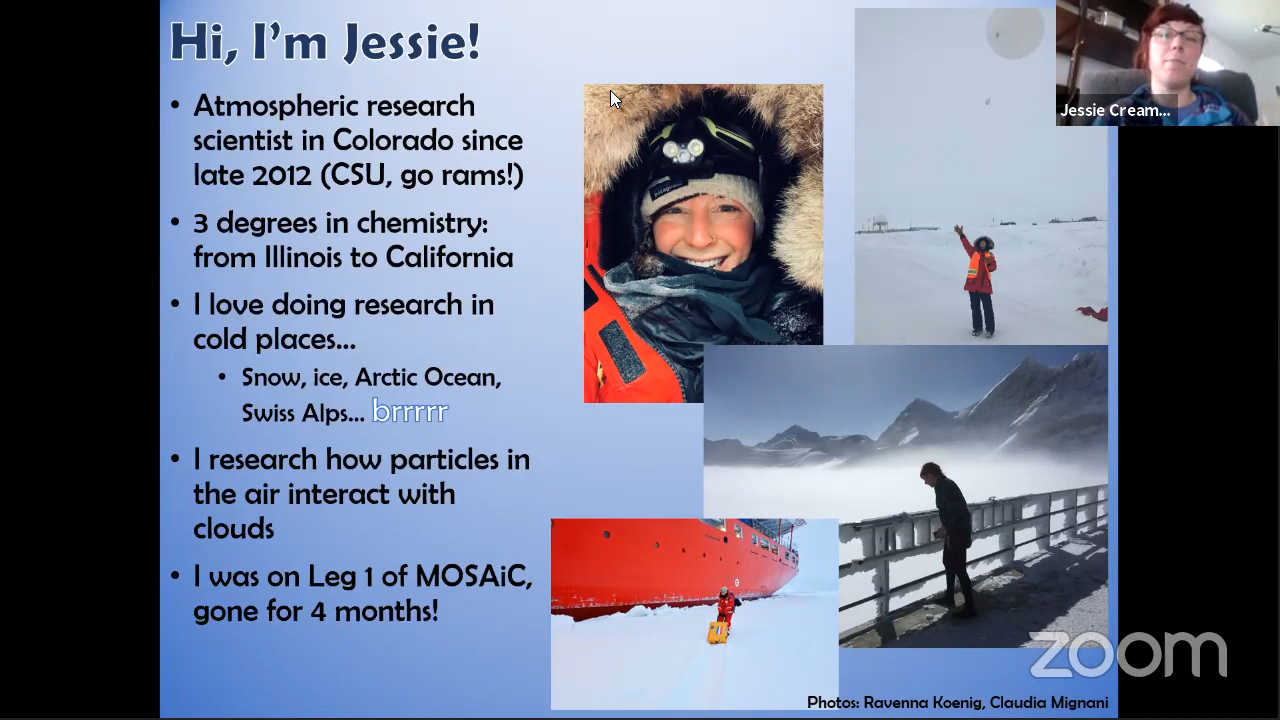 Hi, I'm Jessie!
• Atmospheric research
scientist in Colorado since
late 2012 (CSU, go rams!)
• 3 degrees in chemistry:
from Illinois to California
• I love doing research in
cold places...
• Snow, ice, Arctic Ocean,
Swiss Alps... brrrrr
• I research how particles in
the air interact with
clouds
• I was on Leg 1 of MOSAiC,
gone for 4 months!
Jessie Cream...
patagonia
zoom
Photos: Ravenna Koenig, Claudia Mignani